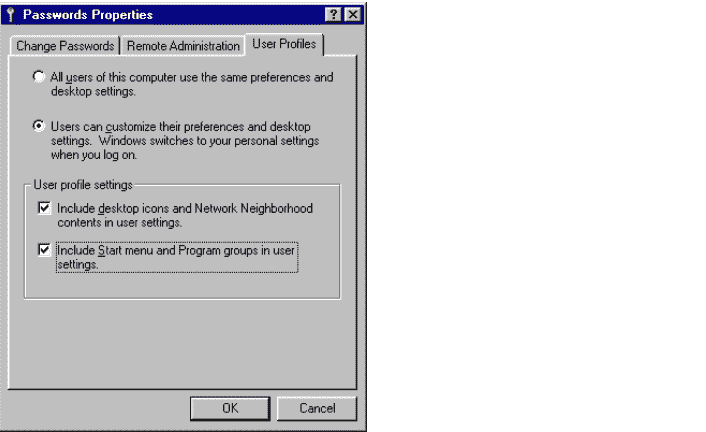 Passwords Properties
Change Passwords Remote Administration User Profiles
All users of this computer use the same preferences and
desktop settings.
Users can customize their preferences and desktop
settings. Windows switches to your personal settings
when you log on.
User profile settings
Include desktop icons and Network Neighborhood
contents in user settings.
Include Start menu and Program groups in user
settings.
OK Cancel